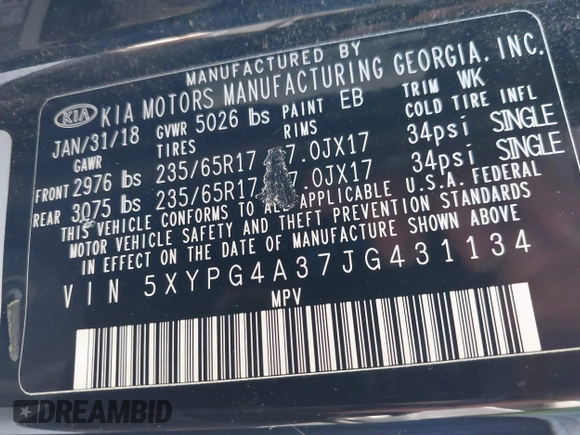 MANUFACTURED BY
KIA KIA MOTORS MANUFACTURING GEORGIA, INC.
JAN/31/18 GVWR 5026 lbs PAINT EB TRIM WK
GAWR TIRES RIMS COLD TIRE INFL
FRONT 2976 lbs 235/65R17 7.0JX17 34psi SINGLE
REAR 3075 lbs 235/65R17 7.0JX17 34psi SINGLE
THIS VEHICLE CONFORMS TO ALL APPLICABLE U.S.A. FEDERAL
MOTOR VEHICLE SAFETY AND THEFT PREVENTION STANDARDS
IN EFFECT ON THE DATE OF MANUFACTURE SHOWN ABOVE
VIN 5XYPG4A37JG431134
MPV
DREAMBID